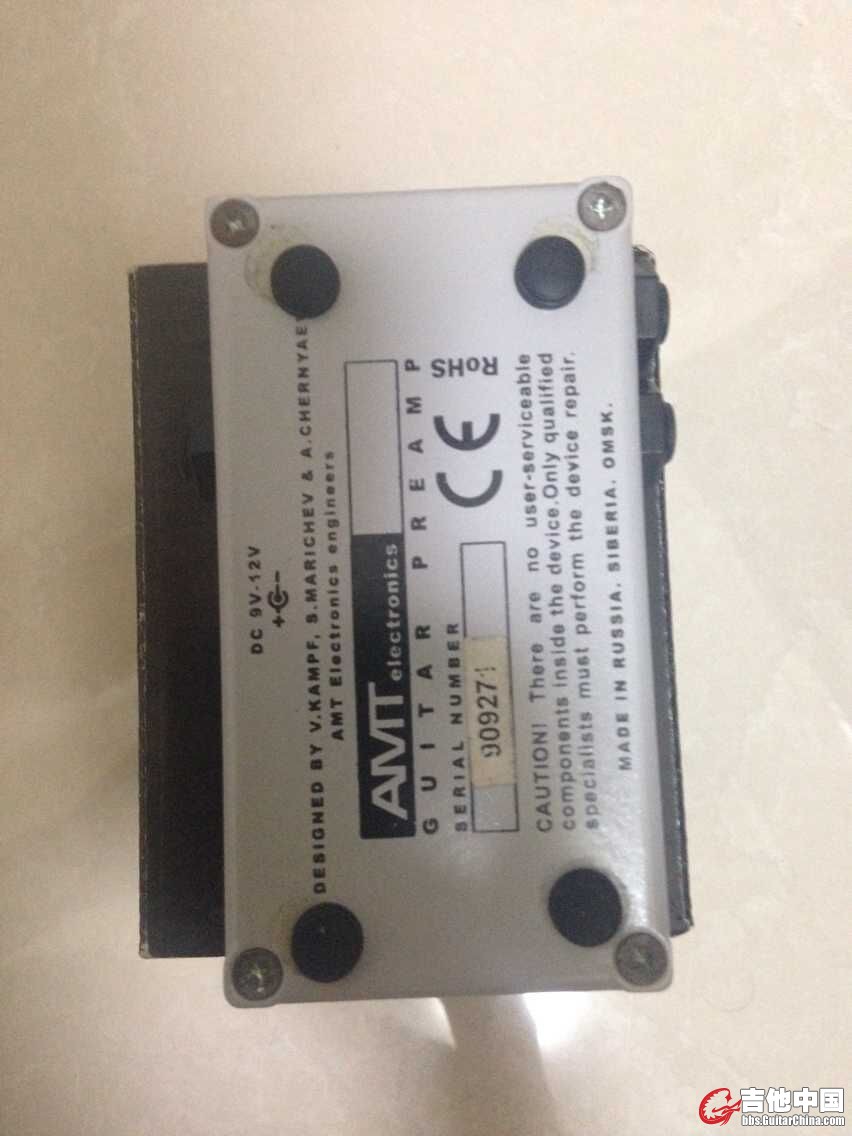 DC 9V-12V
DESIGNED BY V.KAMPF, S.MARICHEV & A.CHERNYAE
AMT Electronics engineers
AMT electronics
GUITAR PREAMP
SERIAL NUMBER
CE RoHS
CAUTION! There are no user-serviceable
components inside the device.Only qualified
specialists must perform the device repair.
MADE IN RUSSIA. SIBERIA. OMSK.
吉他中国
bbs.GuitarChina.com